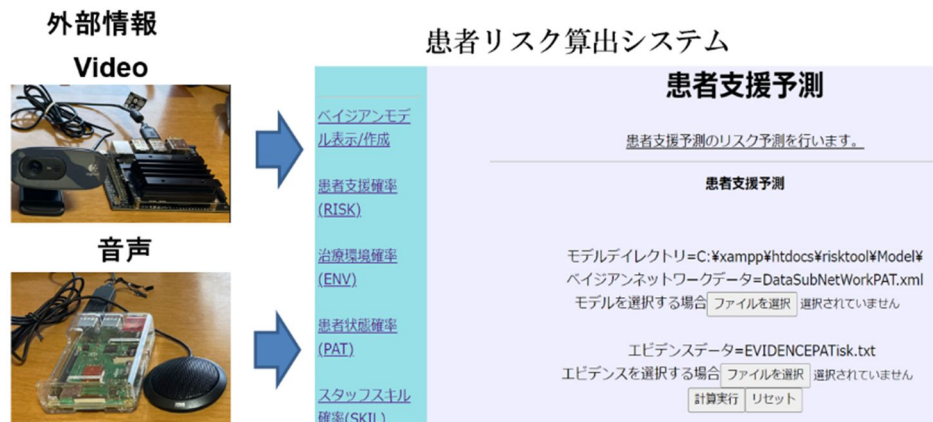 外部情報
Video
音声
患者リスク算出システム
ベイジアンモデ
ル表示/作成
患者支援確率
(RISK)
治療環境確率
(ENV)
患者状態確率
(PAT)
スタッフスキル
確率(SKIL)
患者支援予測
患者支援予測のリスク予測を行います。
患者支援予測
モデルデイレクトリ=C:¥xampp¥htdocs¥risktool¥Model¥
ベイジアンネットワークデータ=DataSubNetWorkPAT.xml
モデルを選択する場合 ファイルを選択 選択されていません
エビデンスデータ=EVIDENCEPATisk.txt
エビデンスを選択する場合 ファイルを選択 選択されていません
計算実行 リセット